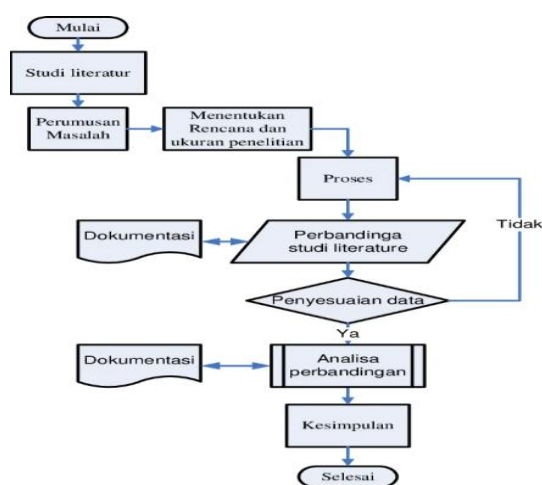 Mulai
Studi literatur
Perumusan
Masalah
Menentukan
Rencana dan
ukuran penelitian
Proses
Tidak
Dokumentasi
Perbandinga
studi literature
Penyesuaian data
Ya
Dokumentasi
Analisa
perbandingan
Kesimpulan
Selesai